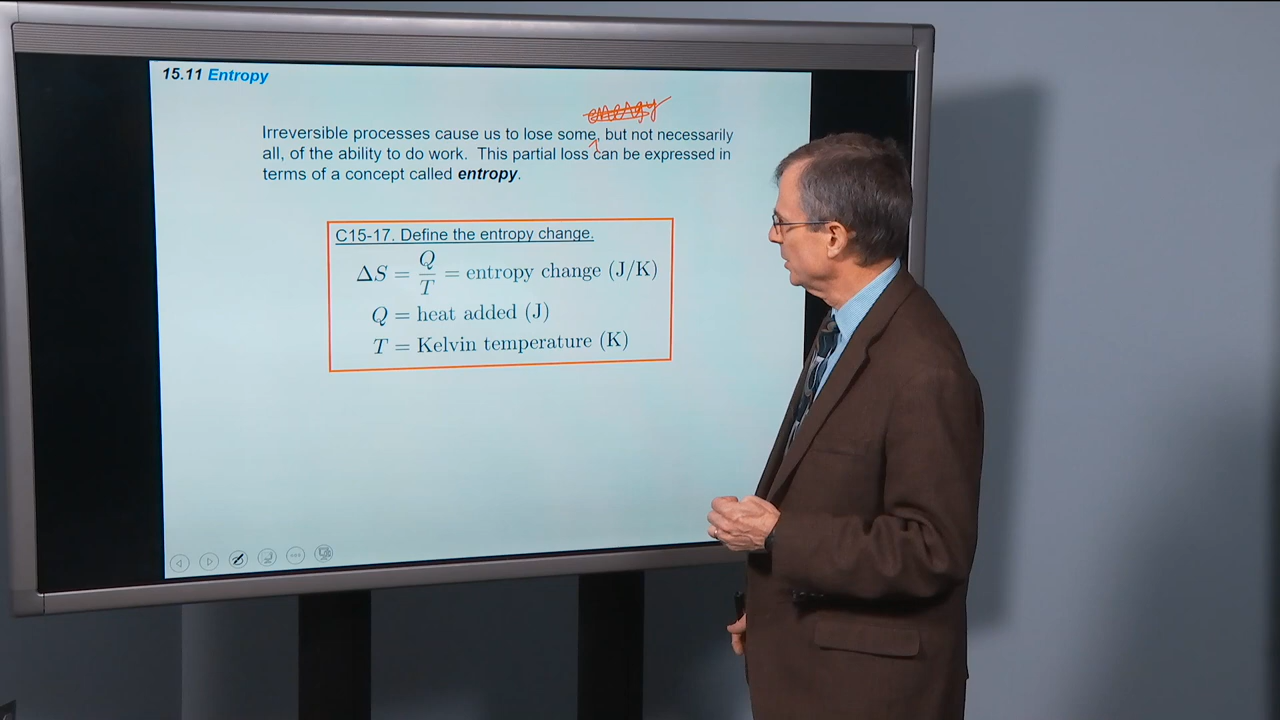 15.11 Entropy
energy
Irreversible processes cause us to lose some, but not necessarily
all, of the ability to do work. This partial loss can be expressed in
terms of a concept called entropy.
C15-17. Define the entropy change.
ΔS = Q/T = entropy change (J/K)
Q = heat added (J)
T = Kelvin temperature (K)